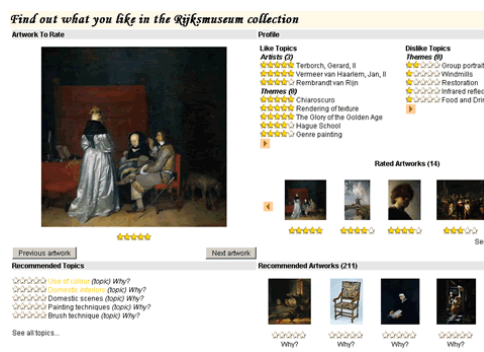 Find out what you like in the Rijksmuseum collection
Artwork To Rate
Profile
Like Topics
Artists (3)
Terborch, Gerard, II
Vermeer van Haarlem, Jan, II
Rembrandt van Rijn
Themes (8)
Chiaroscuro
Rendering of texture
The Glory of the Golden Age
Hague School
Genre painting
Dislike Topics
Themes (8)
Group portrait
Windmills
Restoration
Infrared reflec
Food and Drin
Rated Artworks (14)
Se
Previous artwork
Next artwork
Recommended Topics
Use of colour (topic) Why?
Domestic interiors (topic) Why?
Domestic scenes (topic) Why?
Painting techniques (topic) Why?
Brush technique (topic) Why?
See all topics...
Recommended Artworks (211)
Why?
Why?
Why?
Why?